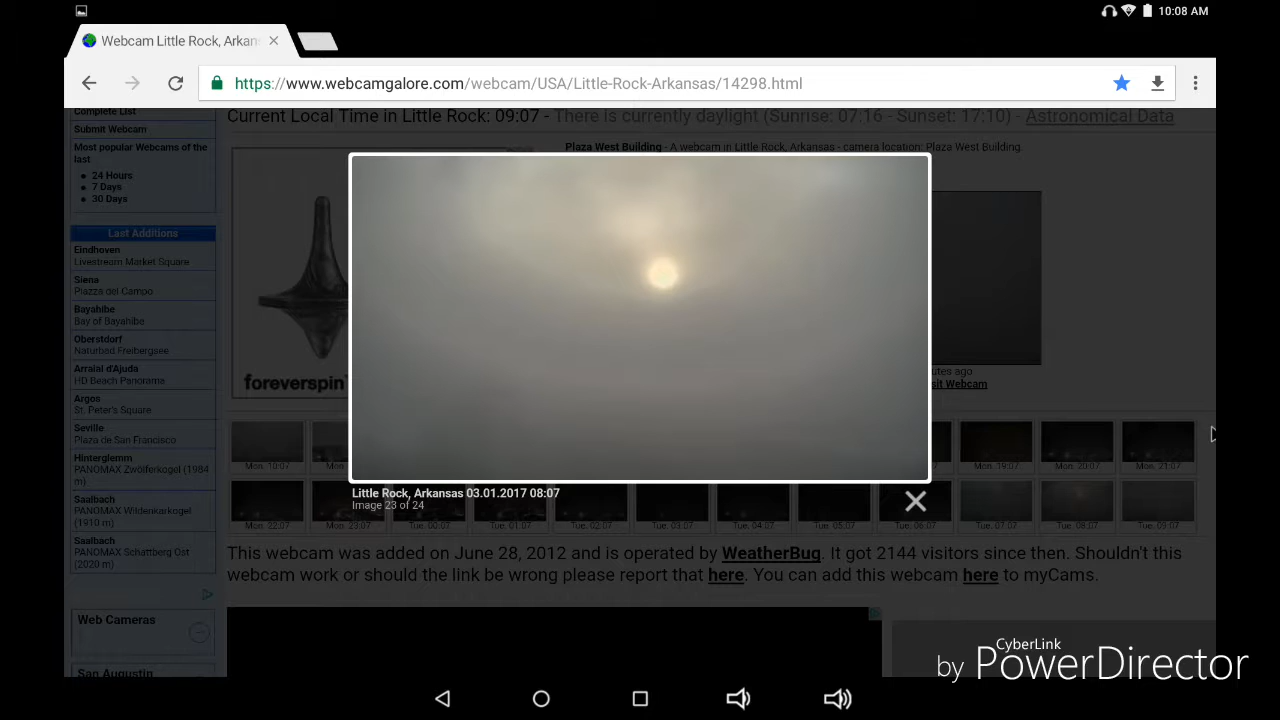 10:08 AM
Webcam Little Rock, Arkan
https://www.webcamgalore.com/webcam/USA/Little-Rock-Arkansas/14298.html
Complete List
Submit Webcam
Most popular Webcams of the
last
24 Hours
7 Days
30 Days
Current Local Time in Little Rock: 09:07 - There is currently daylight (Sunrise: 07:16 - Sunset: 17:10) - Astronomical Data
Plaza West Building - A webcam in Little Rock, Arkansas - camera location: Plaza West Building.
Last Additions
Eindhoven
Livestream Market Square
Siena
Piazza del Campo
Bayahibe
Bay of Bayahibe
Oberstdorf
Naturbad Freibergsee
Arraial d'Ajuda
HD Beach Panorama
Argos
St. Peter's Square
Seville
Plaza de San Francisco
Hinterglemm
PANOMAX Zwölferkogel (1984
m)
Saalbach
PANOMAX Wildenkarkogel
(1910 m)
Saalbach
PANOMAX Schattberg Ost
(2020 m)
foreverspin
utes ago
sit Webcam
Mon. 10:07 Mon Mon. 19:07 Mon. 20:07 Mon. 21:07
Little Rock, Arkansas 03.01.2017 08:07
Image 23 of 24
Mon. 22:07 Mon. 23:07 Tue. 00:07 Tue. 01:07 Tue. 02:07 Tue. 03:07 Tue. 04:07 Tue. 05:07 Tue. 06:07 Tue. 07:07 Tue. 08:07 Tue. 09:07
This webcam was added on June 28, 2012 and is operated by WeatherBug. It got 2144 visitors since then. Shouldn't this
webcam work or should the link be wrong please report that here. You can add this webcam here to myCams.
Web Cameras
San Augustin
CyberLink
by PowerDirector